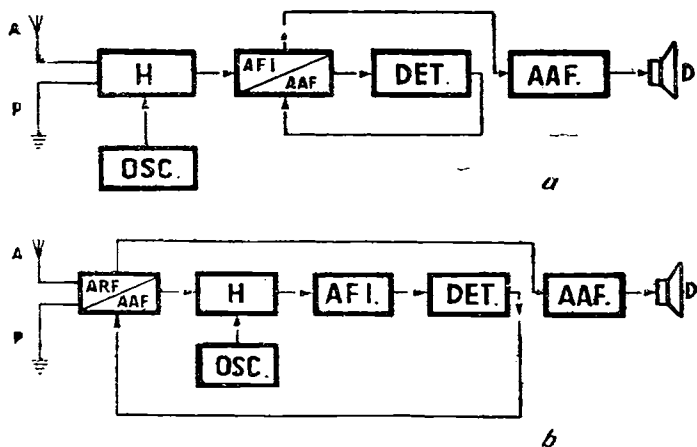 A
H
AFI.
AAF
DET.
AAF.
D
P
OSC.
a
A
ARF
AAF
H
AFI.
DET.
AAF.
D
P
OSC.
b